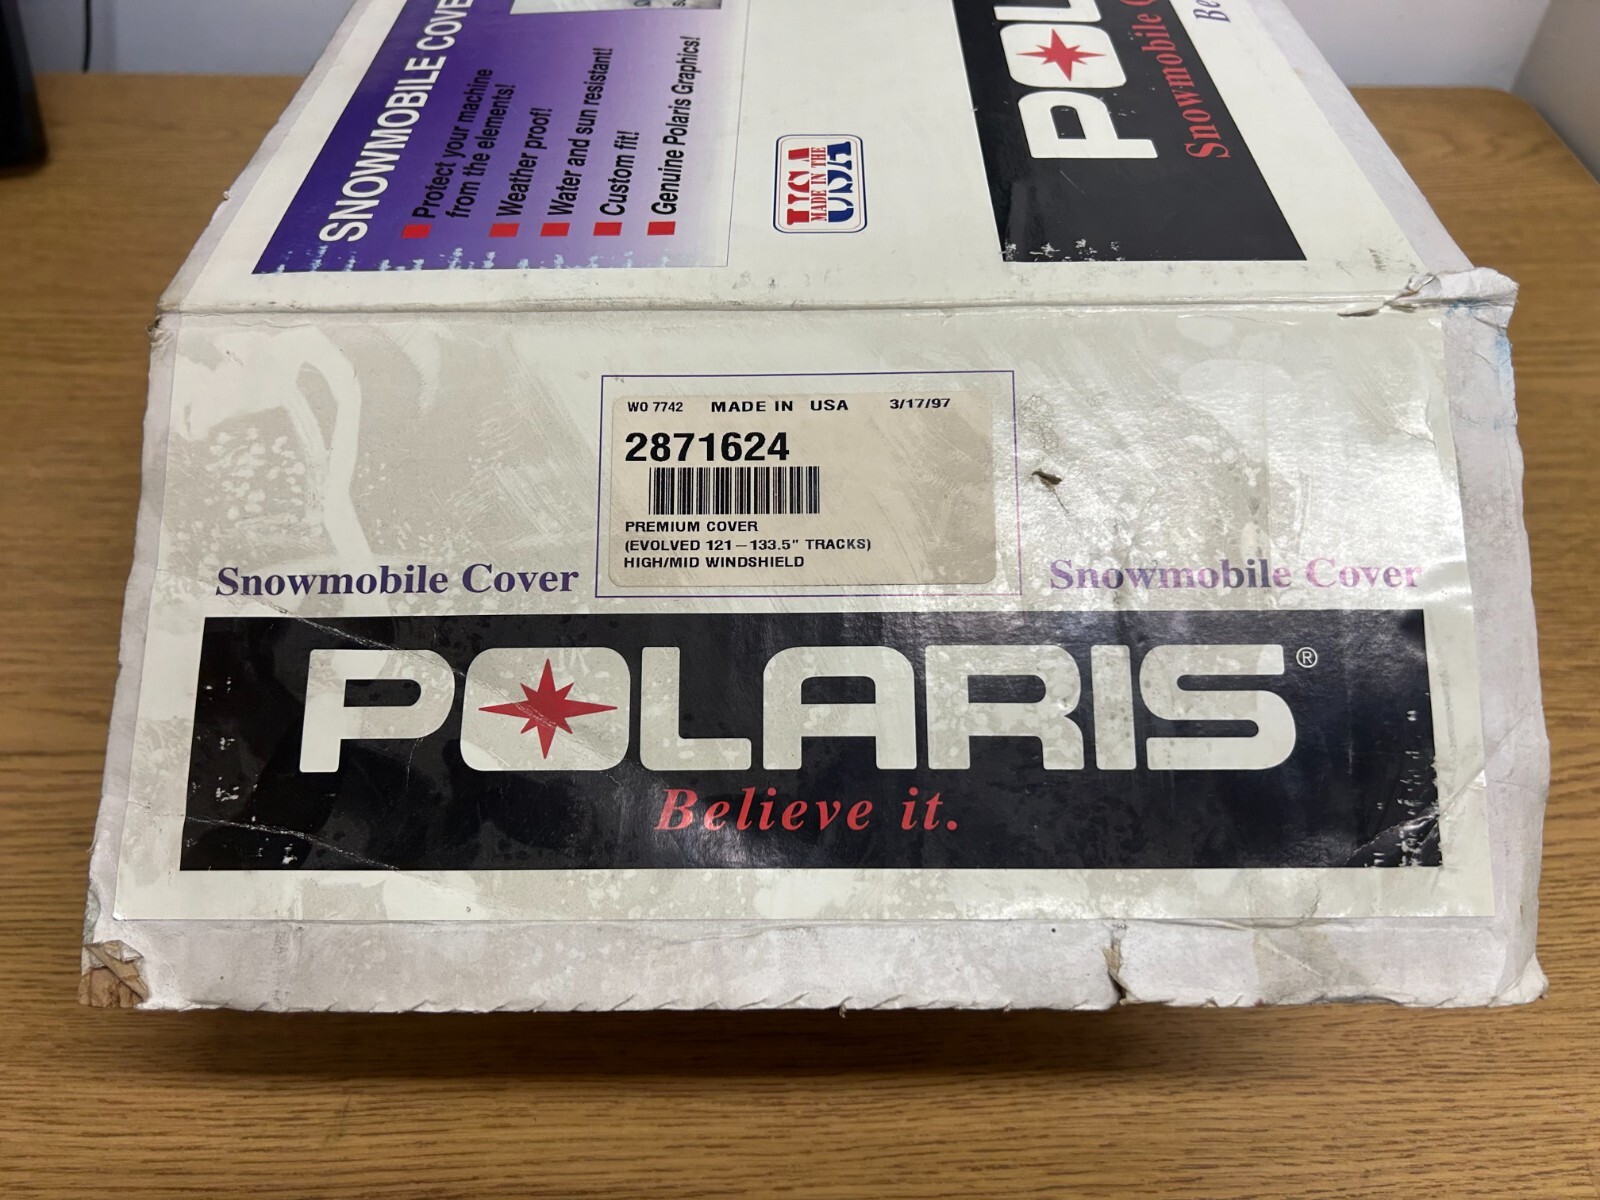 SNOWMOBILE COVE
Protect your machine
from the elements!
Weather proof!
Water and sun resistant!
Custom fit!
Genuine Polaris Graphics!
USA
MADE IN THE
USA
POL
Snowmobile C
Be
WO 7742 MADE IN USA 3/17/97
2871624
PREMIUM COVER
(EVOLVED 121-133.5" TRACKS)
HIGH/MID WINDSHIELD
Snowmobile Cover
Snowmobile Cover
POLARIS®
Believe it.